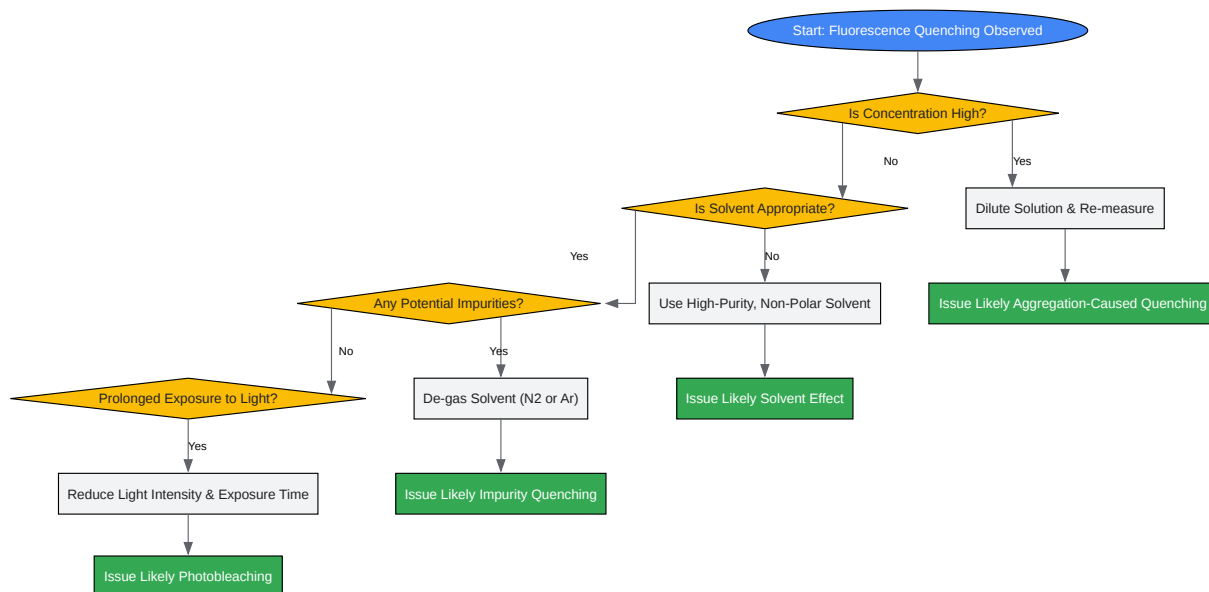 Start: Fluorescence Quenching Observed
Is Concentration High?
No
Yes
Is Solvent Appropriate?
Dilute Solution & Re-measure
Yes
No
Any Potential Impurities?
Use High-Purity, Non-Polar Solvent
Issue Likely Aggregation-Caused Quenching
No
Yes
Prolonged Exposure to Light?
De-gas Solvent (N2 or Ar)
Issue Likely Solvent Effect
Yes
Reduce Light Intensity & Exposure Time
Issue Likely Impurity Quenching
Issue Likely Photobleaching